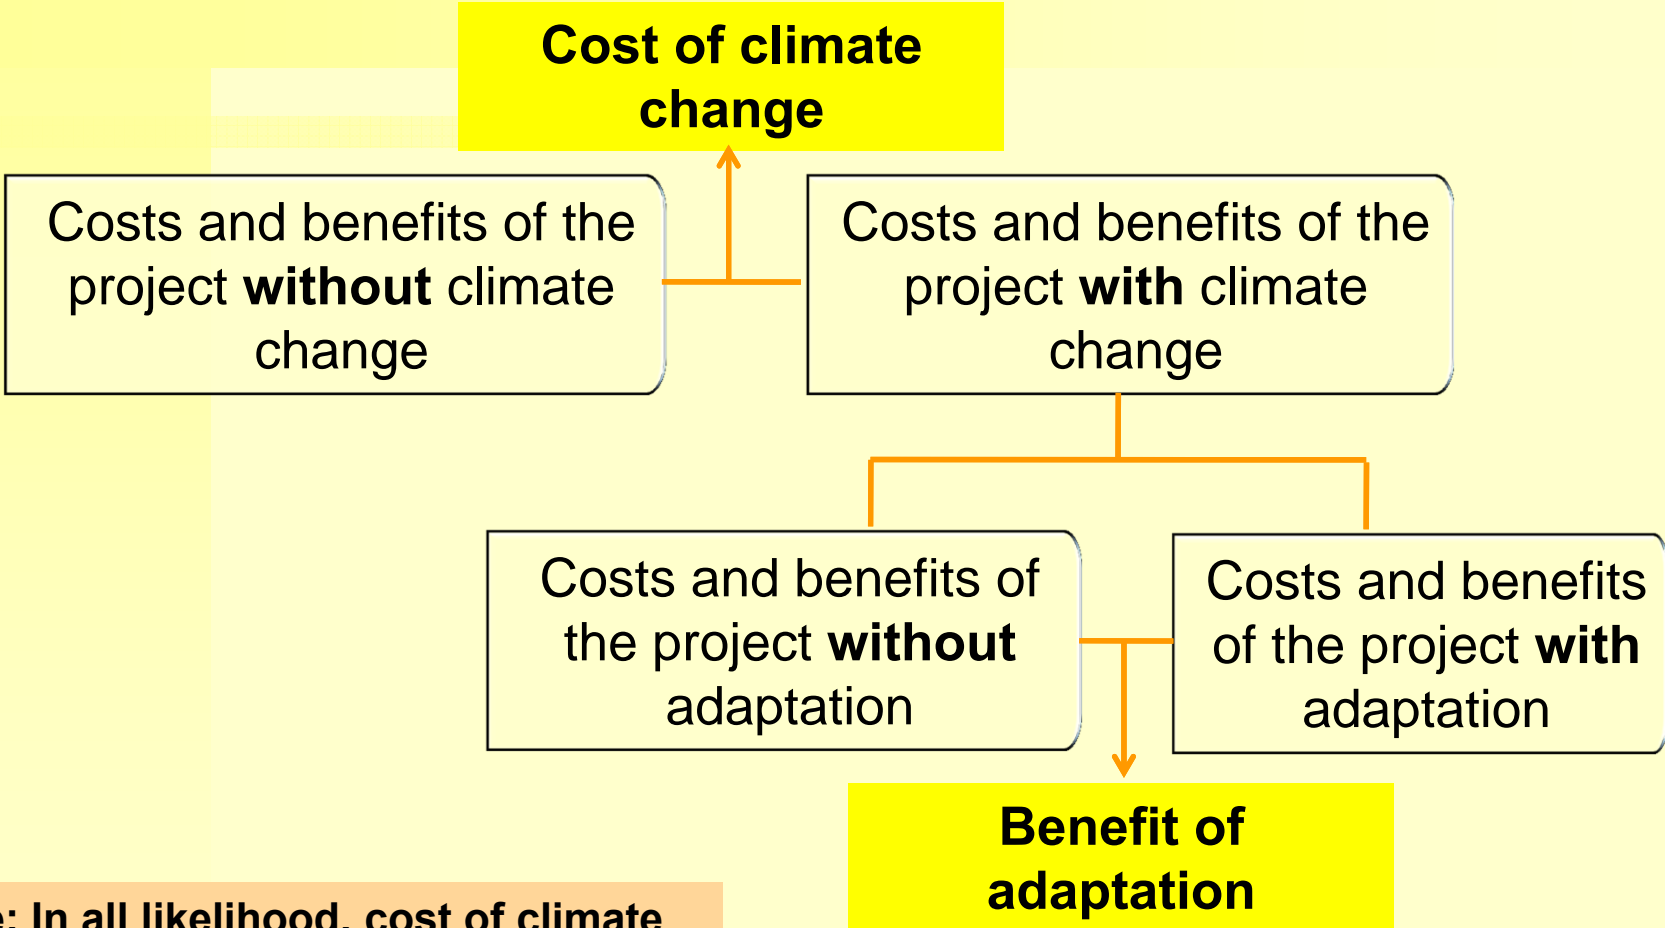 Cost of climate
change
Costs and benefits of the
project without climate
change
Costs and benefits of the
project with climate
change
Costs and benefits of
the project without
adaptation
Costs and benefits
of the project with
adaptation
Benefit of
adaptation
: In all likelihood, cost of climate